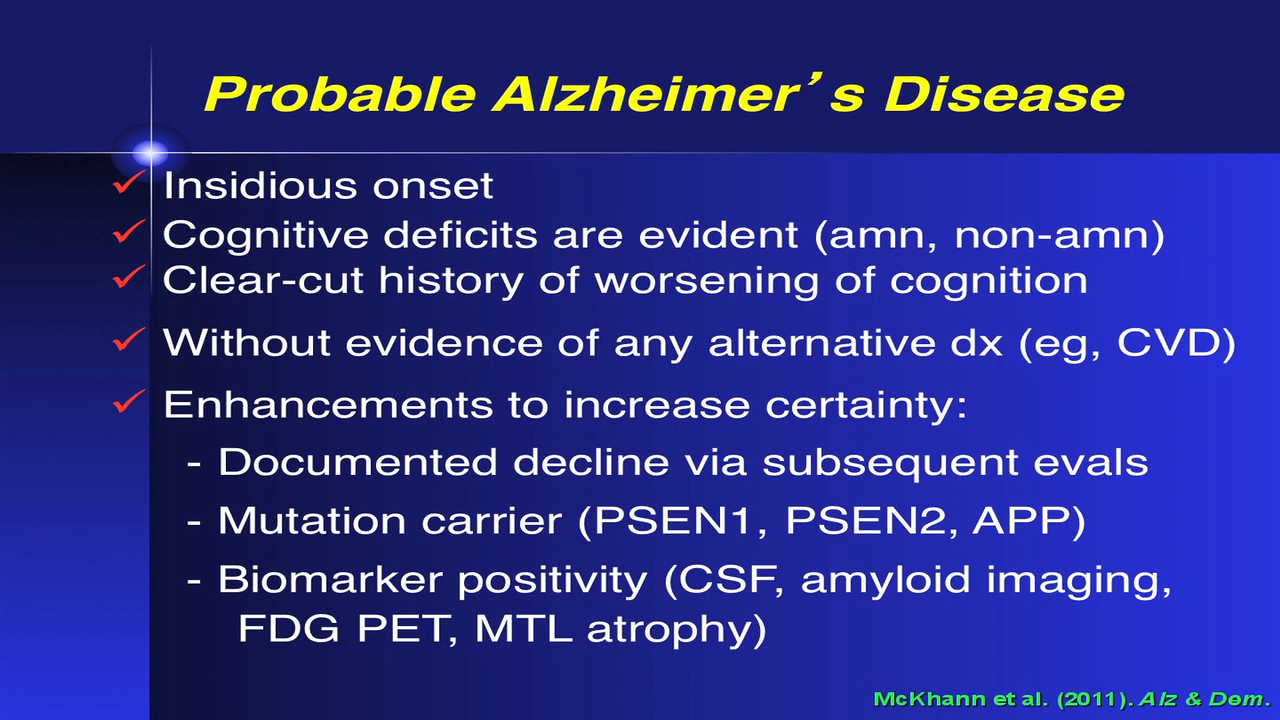 Probable Alzheimer’s Disease
✓ Insidious onset
✓ Cognitive deficits are evident (amn, non-amn)
✓ Clear-cut history of worsening of cognition
✓ Without evidence of any alternative dx (eg, CVD)
✓ Enhancements to increase certainty:
- Documented decline via subsequent evals
- Mutation carrier (PSEN1, PSEN2, APP)
- Biomarker positivity (CSF, amyloid imaging,
FDG PET, MTL atrophy)
McKhann et al. (2011). Alz & Dem.